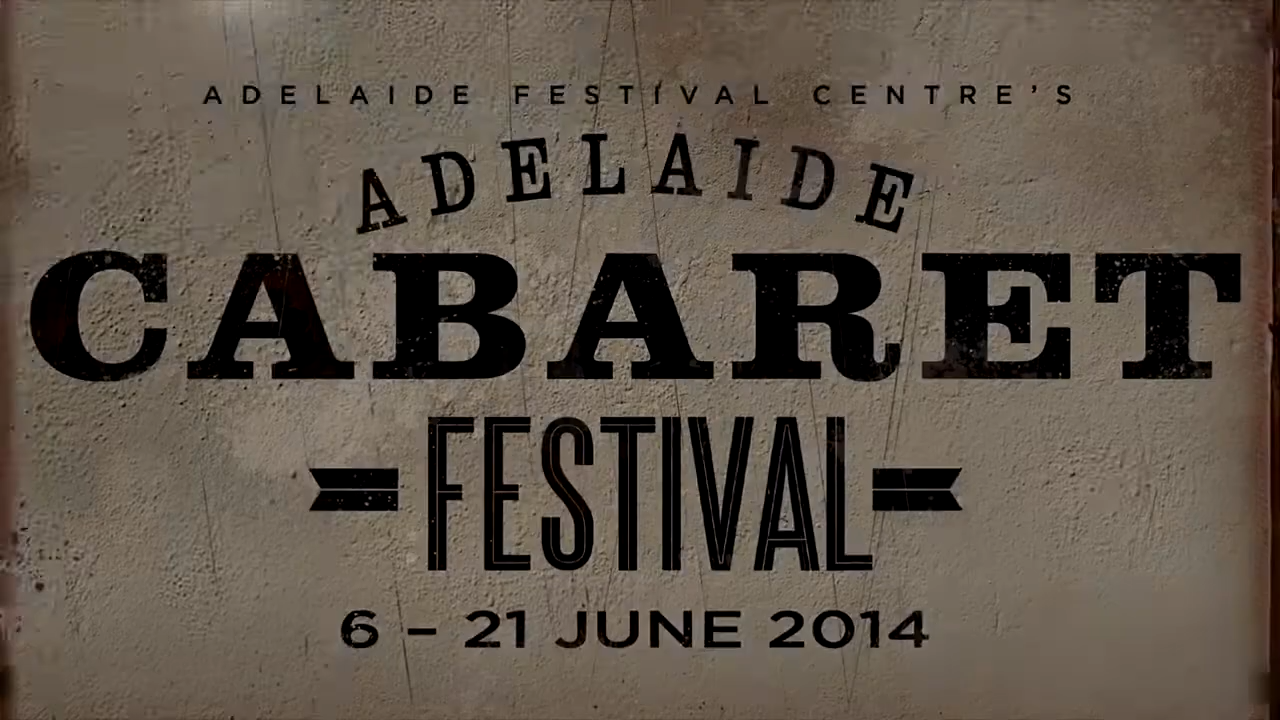 ADELAIDE FESTIVAL CENTRE'S
ADELAIDE
CABARET
FESTIVAL
6 – 21 JUNE 2014